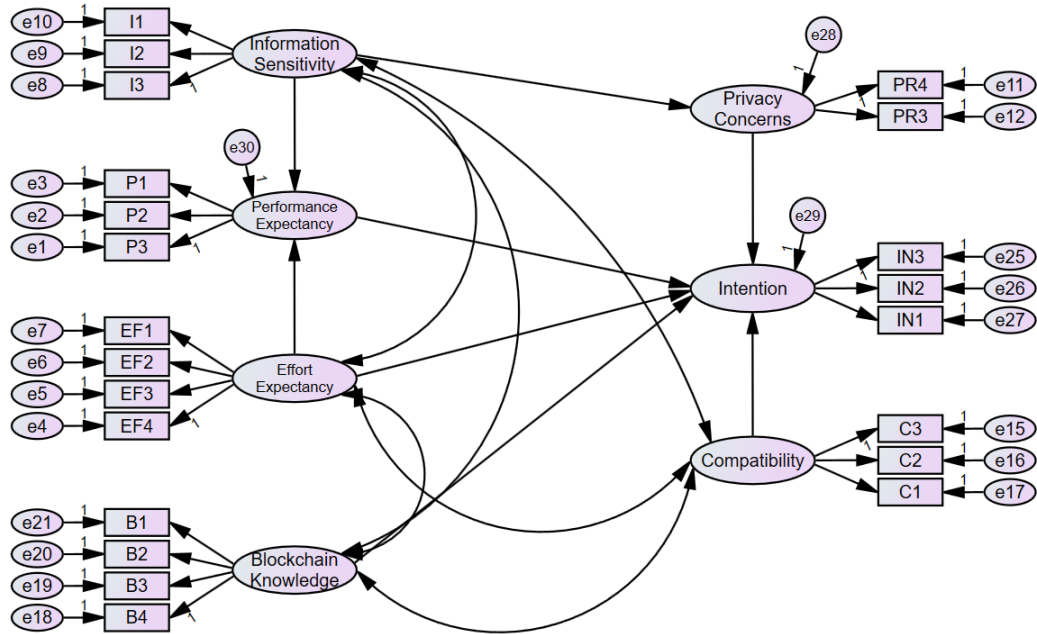 e10 1 I1
e9 1 I2
e8 1 I3 1
Information
Sensitivity
e28
1
Privacy
Concerns
PR4 1 e11
1 PR3 1 e12
e30
1
e3 1 P1
e2 1 P2
e1 1 P3 1
Performance
Expectancy
e29
1
Intention
IN3 1 e25
1 IN2 1 e26
IN1 1 e27
e7 1 EF1
e6 1 EF2
e5 1 EF3
e4 1 EF4 1
Effort
Expectancy
Compatibility
C3 1 e15
1 C2 1 e16
C1 1 e17
e21 1 B1
e20 1 B2
e19 1 B3
e18 1 B4 1
Blockchain
Knowledge